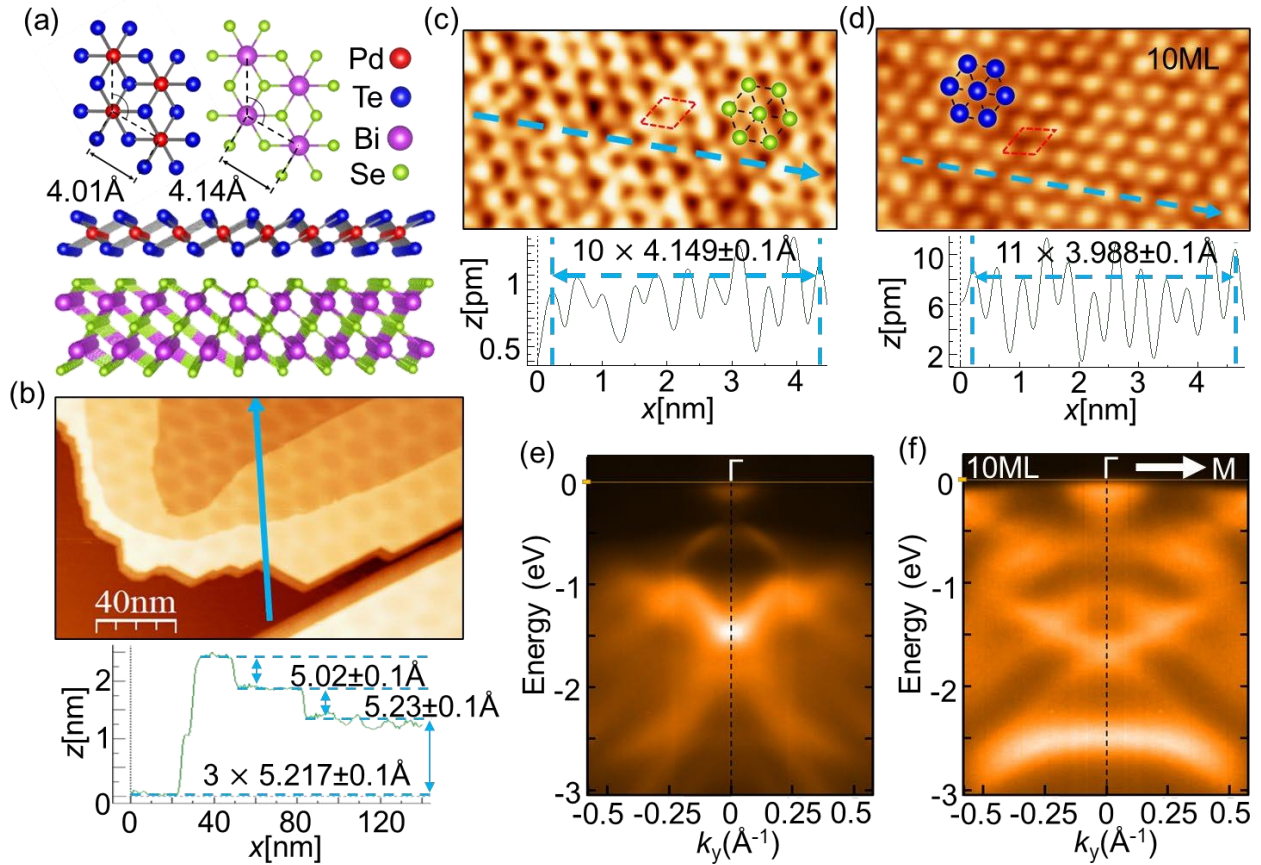 (a)
Pd
Te
Bi
Se
4.01Å
4.14Å
(b)
40nm
z[nm]
2
1
0
5.02±0.1Å
5.23±0.1Å
3 × 5.217±0.1Å
0 40 80 120
x[nm]
(c)
10 × 4.149±0.1Å
z[pm]
1
0.5
0 1 2 3 4
x[nm]
(d)
10ML
11 × 3.988±0.1Å
z[pm]
10
6
2
0 1 2 3 4
x[nm]
(e)
Γ
Energy (eV)
0
-1
-2
-3
-0.5 -0.25 0 0.25 0.5
ky(Å-1)
(f)
10ML Γ M
Energy (eV)
0
-1
-2
-3
-0.5 -0.25 0 0.25 0.5
ky(Å-1)